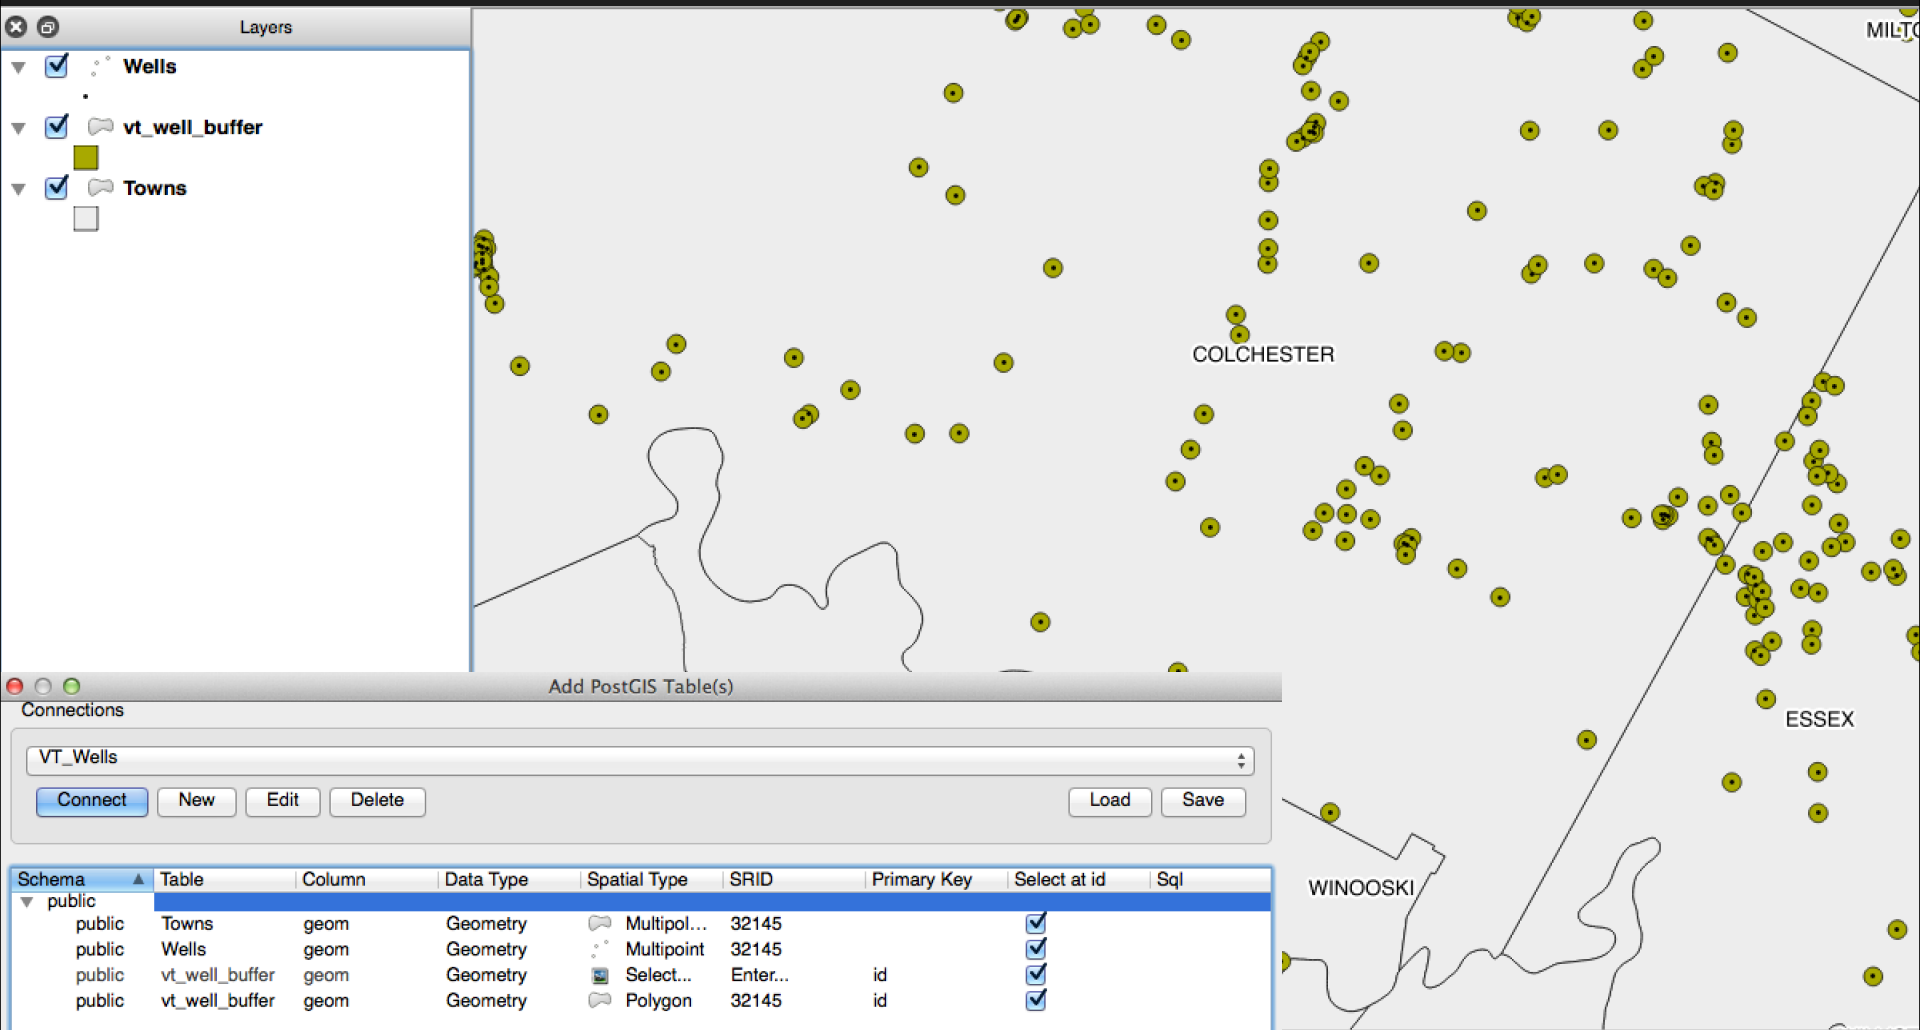 Layers
Wells
vt_well_buffer
Towns
COLCHESTER
ESSEX
WINOOSKI
Add PostGIS Table(s)
Connections
VT_Wells
Connect New Edit Delete Load Save
Schema Table Column Data Type Spatial Type SRID Primary Key Select at id Sql
public
public Towns geom Geometry Multipol... 32145
public Wells geom Geometry Multipoint 32145
public vt_well_buffer geom Geometry Select... Enter... id
public vt_well_buffer geom Geometry Polygon 32145 id